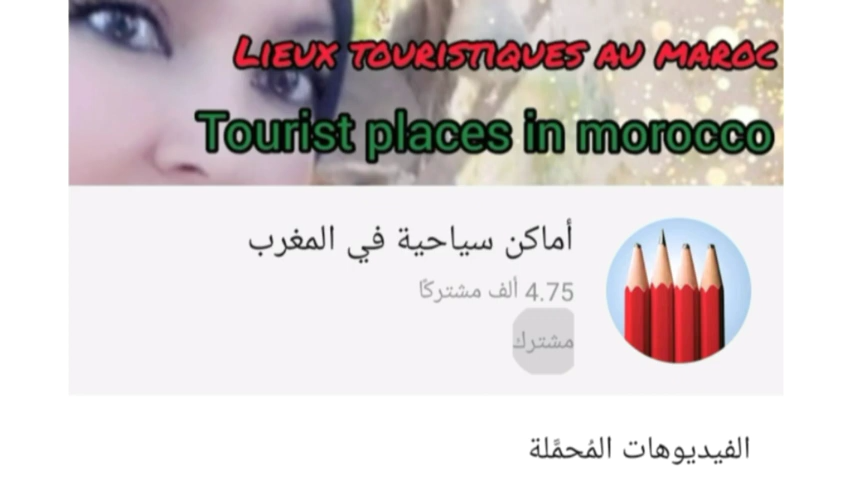 LIEUX TOURISTIQUES AU MAROC
Tourist places in morocco
أماكن سياحية في المغرب
4.75 ألف مشتركًا
مشترك
الفيديوهات المُحمَّلة